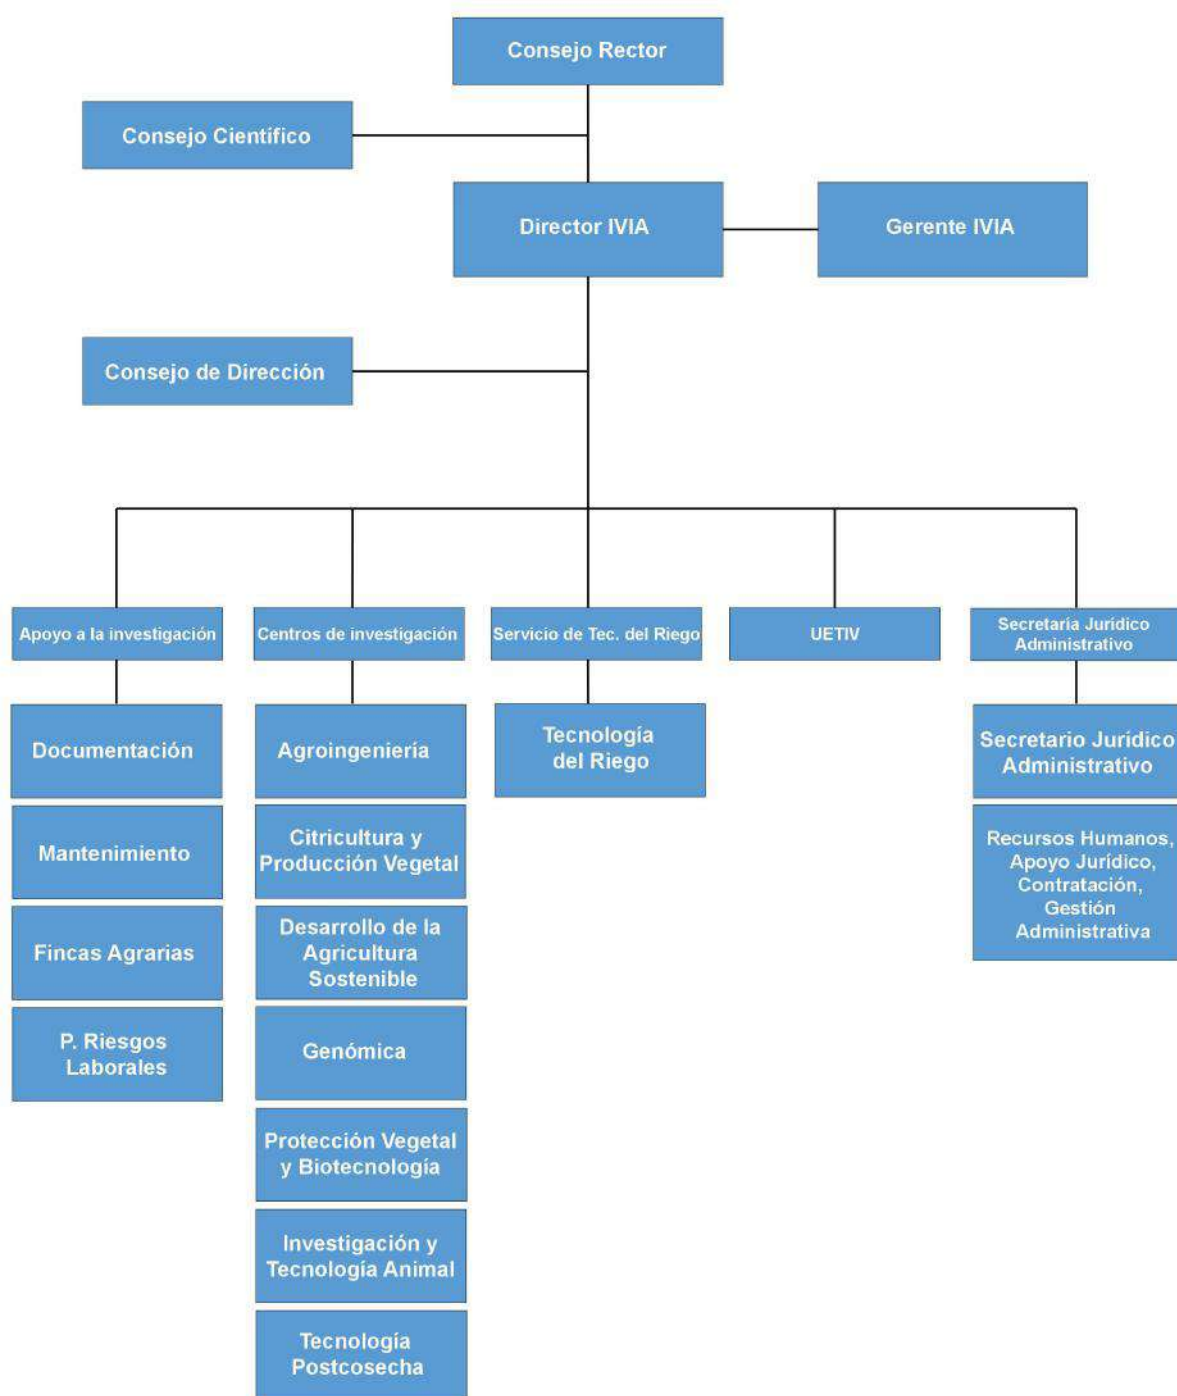 Consejo Rector
Consejo Científico
Director IVIA
Gerente IVIA
Consejo de Dirección
Apoyo a la investigación
Centros de investigación
Servicio de Tec. del Riego
UETIV
Secretaría Jurídico
Administrativo
Documentación
Mantenimiento
Fincas Agrarias
P. Riesgos
Laborales
Agroingeniería
Citricultura y
Producción Vegetal
Desarrollo de la
Agricultura
Sostenible
Genómica
Protección Vegetal
y Biotecnología
Investigación y
Tecnología Animal
Tecnología
Postcosecha
Tecnología
del Riego
Secretario Jurídico
Administrativo
Recursos Humanos,
Apoyo Jurídico,
Contratación,
Gestión
Administrativa